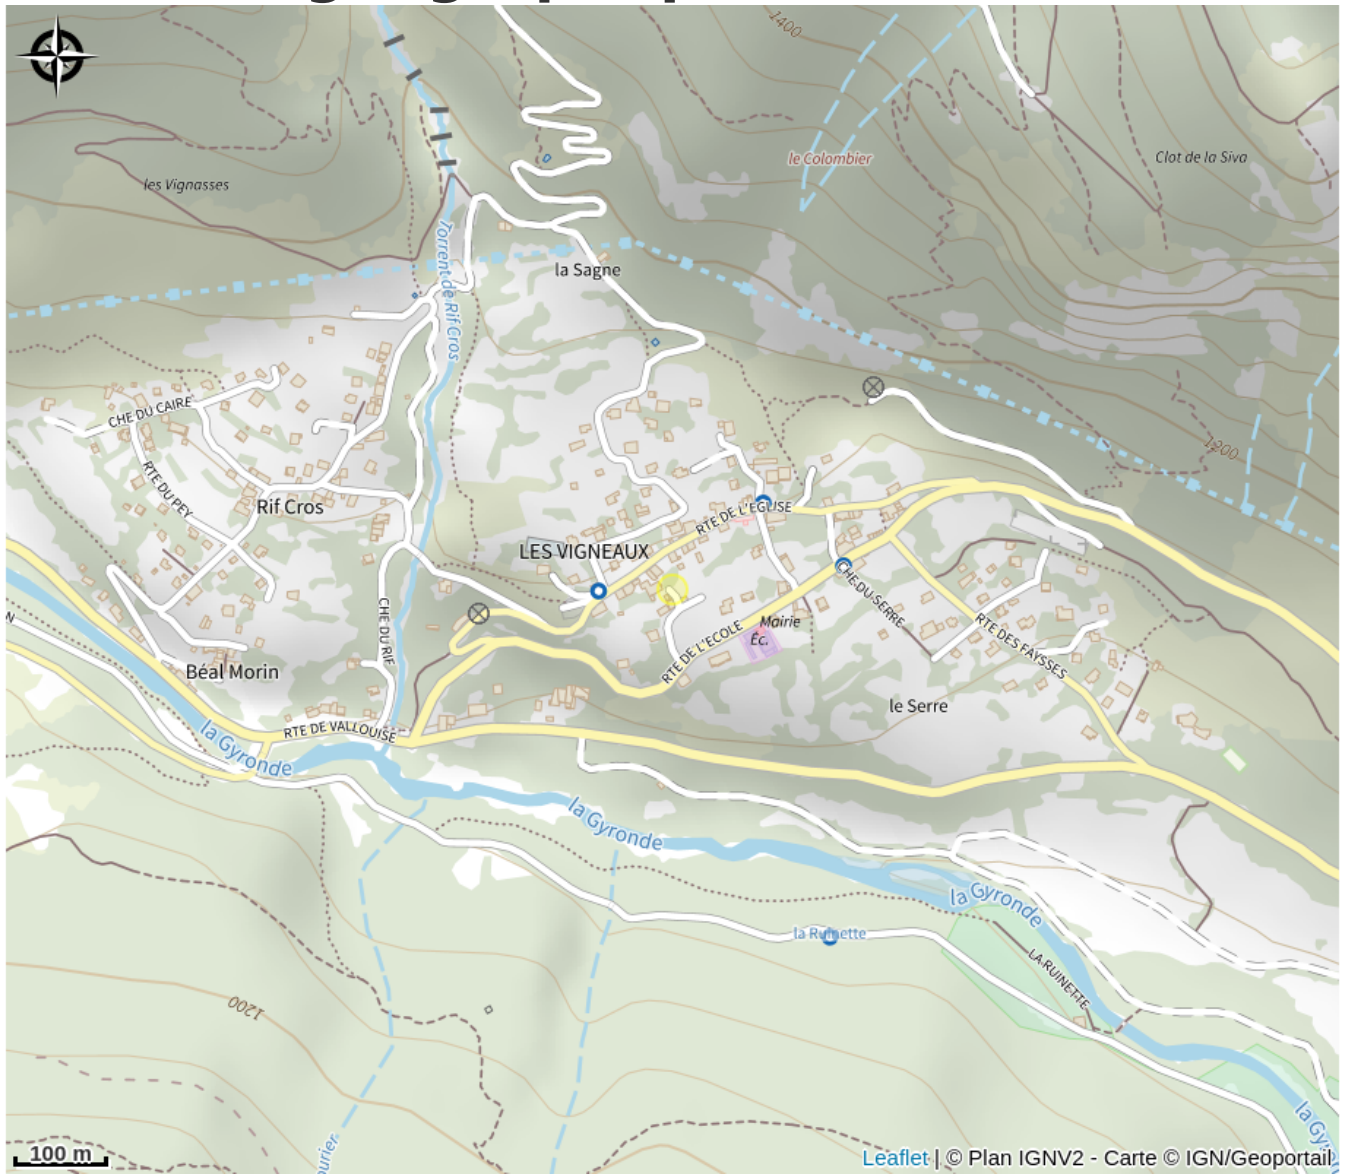 1400
le Colombier
Clot de la Siva
les Vignasses
Torrent de Rif Cros
la Sagne
CHE DU CAIRE
1200
RTE DU PEY
Rif Cros
RTE DE L'EGLISE
LES VIGNEAUX
CHE DU SERRE
CHE DU RIF
Mairie
Éc.
RTE DE L'ECOLE
RTE DES FAYSSES
Béal Morin
le Serre
RTE DE VALLOUISE
la Gyronde
la Gyronde
la Gyronde
la Ruinette
LA RUINETTE
1200
la Gy
100 m
Leaflet | © Plan IGNV2 - Carte © IGN/Geoportail